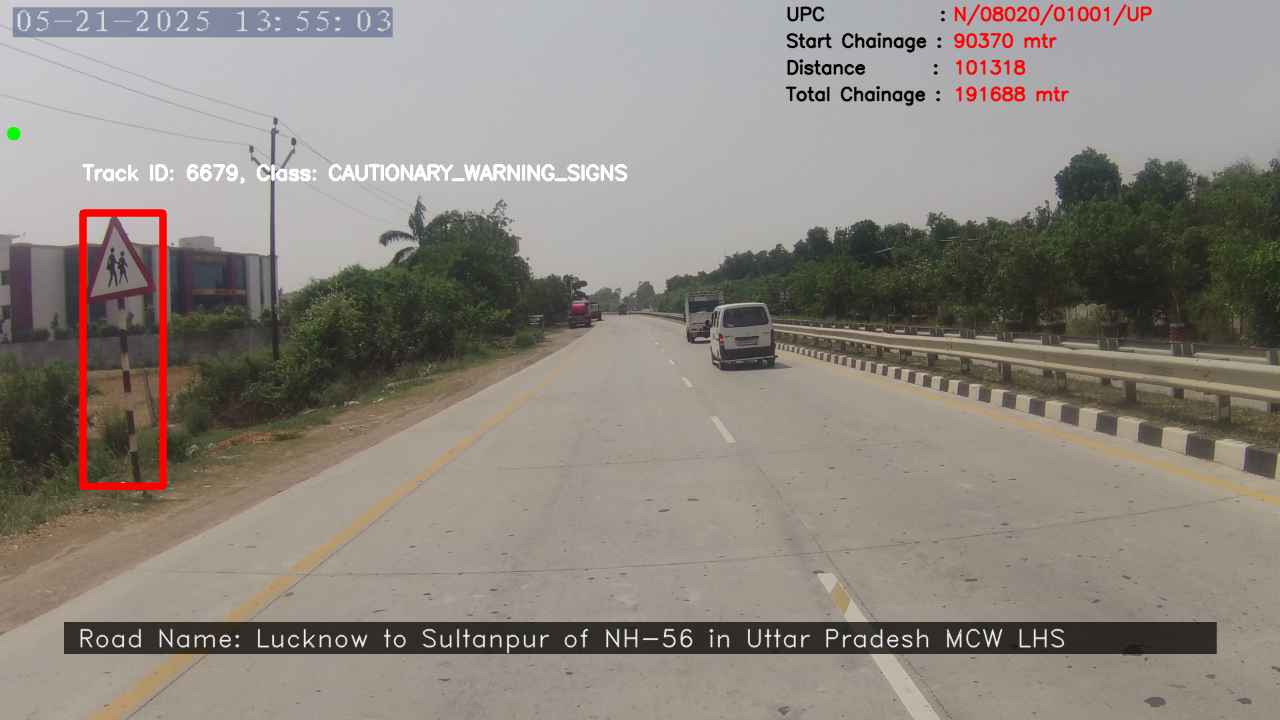 05-21-2025 13:55:03
UPC : N/08020/01001/UP
Start Chainage : 90370 mtr
Distance : 101318
Total Chainage : 191688 mtr
Track ID: 6679, Class: CAUTIONARY_WARNING_SIGNS
Road Name: Lucknow to Sultanpur of NH-56 in Uttar Pradesh MCW LHS